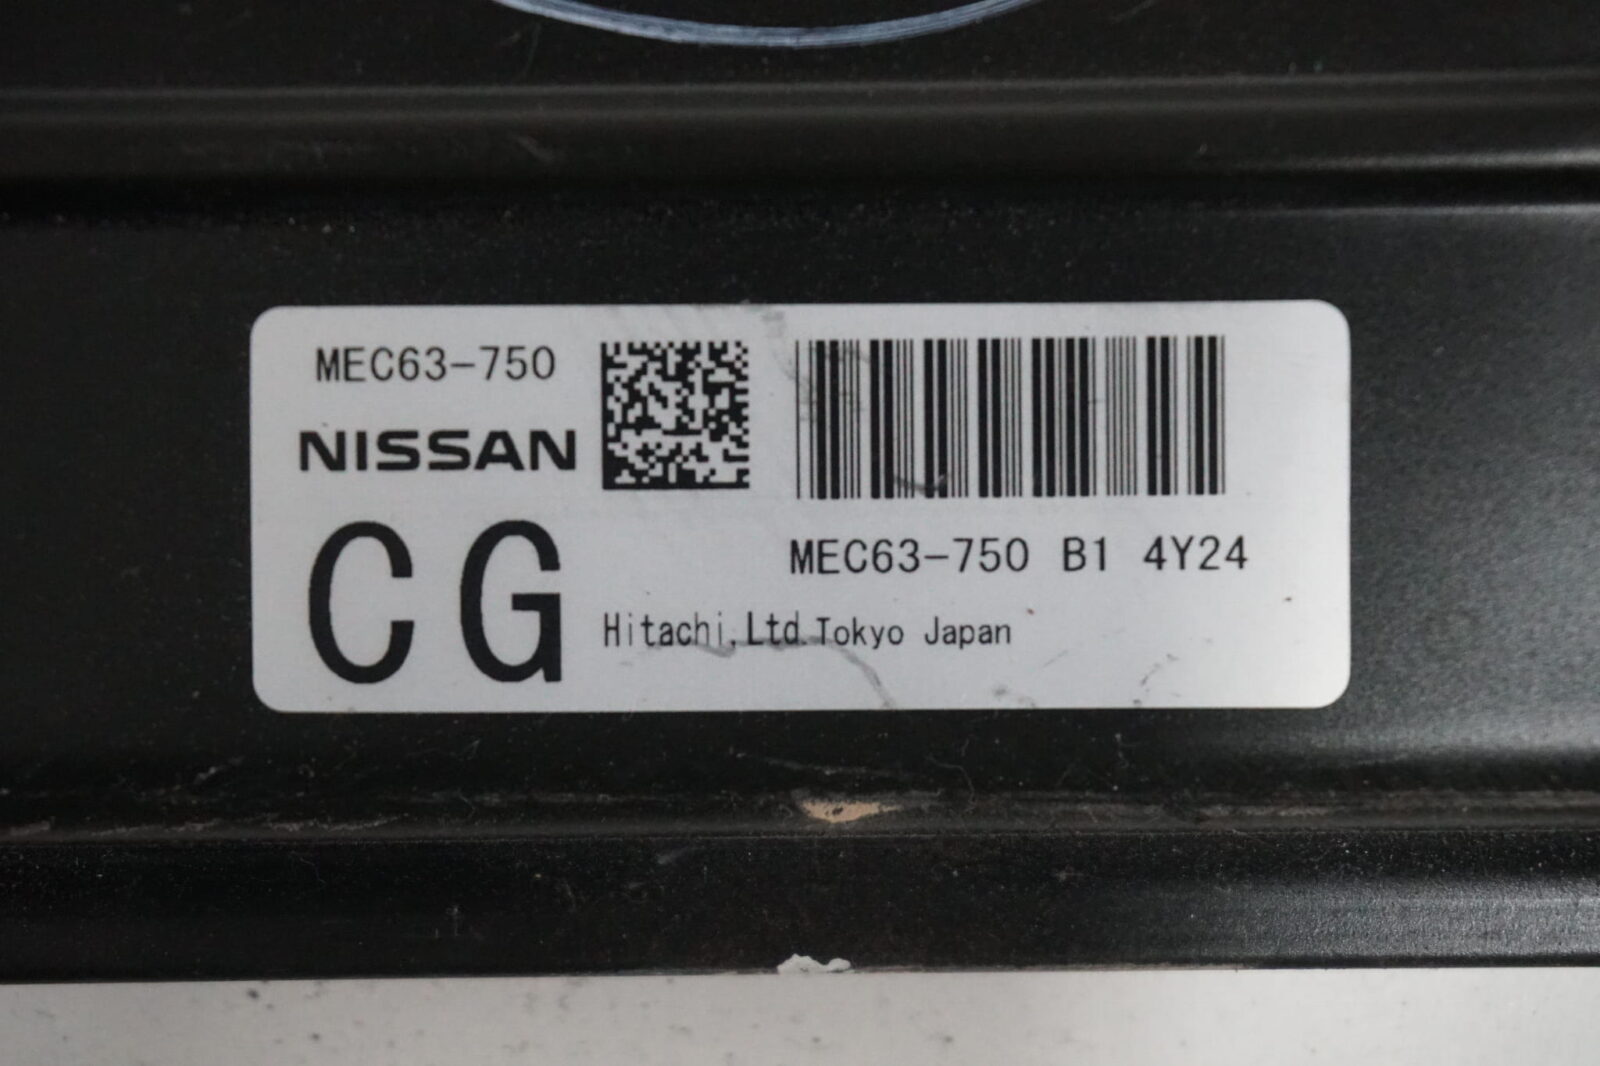 MEC63-750
NISSAN
CG
MEC63-750 B1 4Y24
Hitachi,Ltd.Tokyo Japan